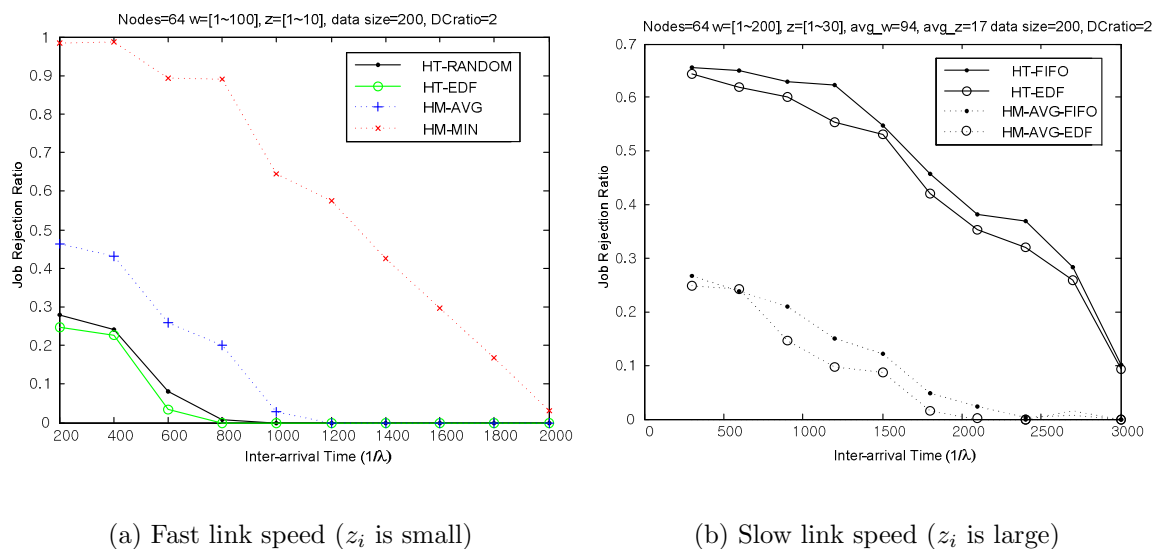 Nodes=64 w=[1~100], z=[1~10], data size=200, DCratio=2
1
0.9
0.8
0.7
0.6
0.5
0.4
0.3
0.2
0.1
0
Job Rejection Ratio
HT-RANDOM
HT-EDF
HM-AVG
HM-MIN
200 400 600 800 1000 1200 1400 1600 1800 2000
Inter-arrival Time (1/λ)
(a) Fast link speed (z_i is small)
Nodes=64 w=[1~200], z=[1~30], avg_w=94, avg_z=17 data size=200, DCratio=2
0.7
0.6
0.5
0.4
0.3
0.2
0.1
0
Job Rejection Ratio
HT-FIFO
HT-EDF
HM-AVG-FIFO
HM-AVG-EDF
0 500 1000 1500 2000 2500 3000
Inter-arrival Time (1/λ)
(b) Slow link speed (z_i is large)